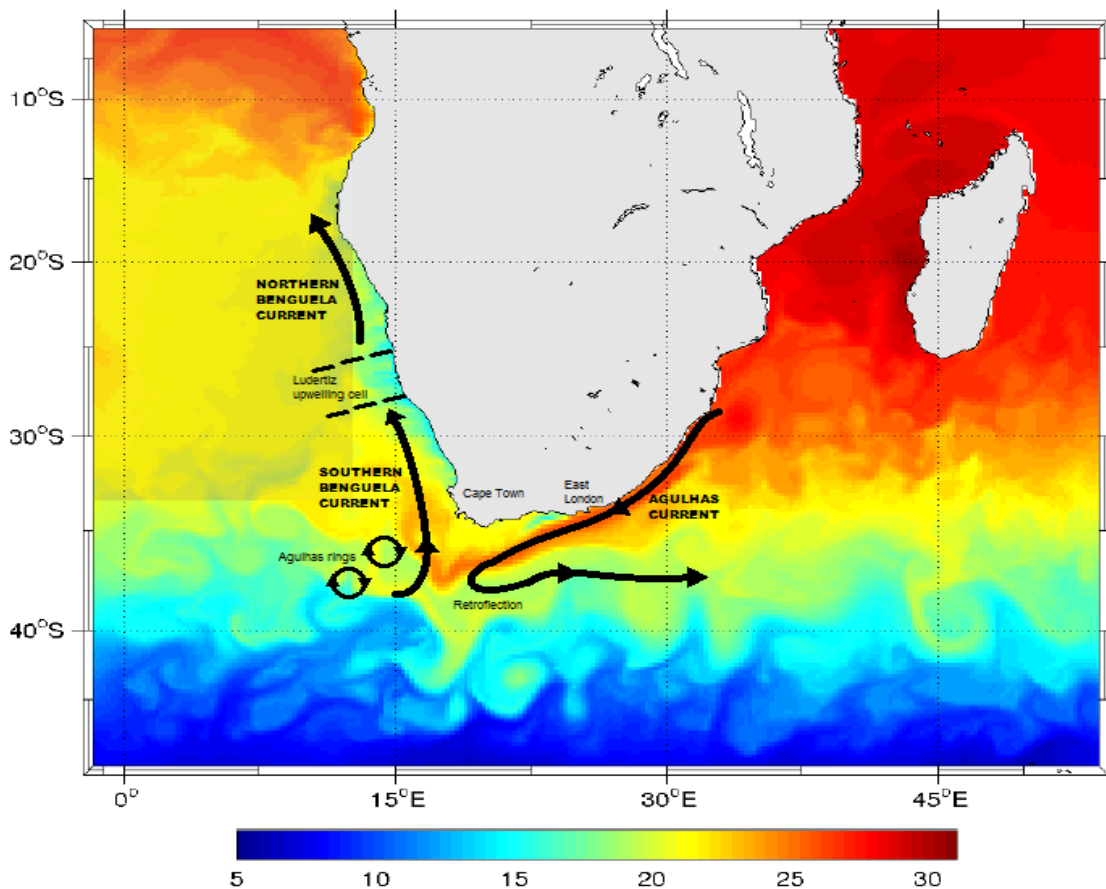 10°S
20°S
30°S
40°S
NORTHERN
BENGUELA
CURRENT
Ludertiz
upwelling cell
SOUTHERN
BENGUELA
CURRENT
Cape Town
East
London
AGULHAS
CURRENT
Agulhas rings
Retroflection
0° 15°E 30°E 45°E
5 10 15 20 25 30